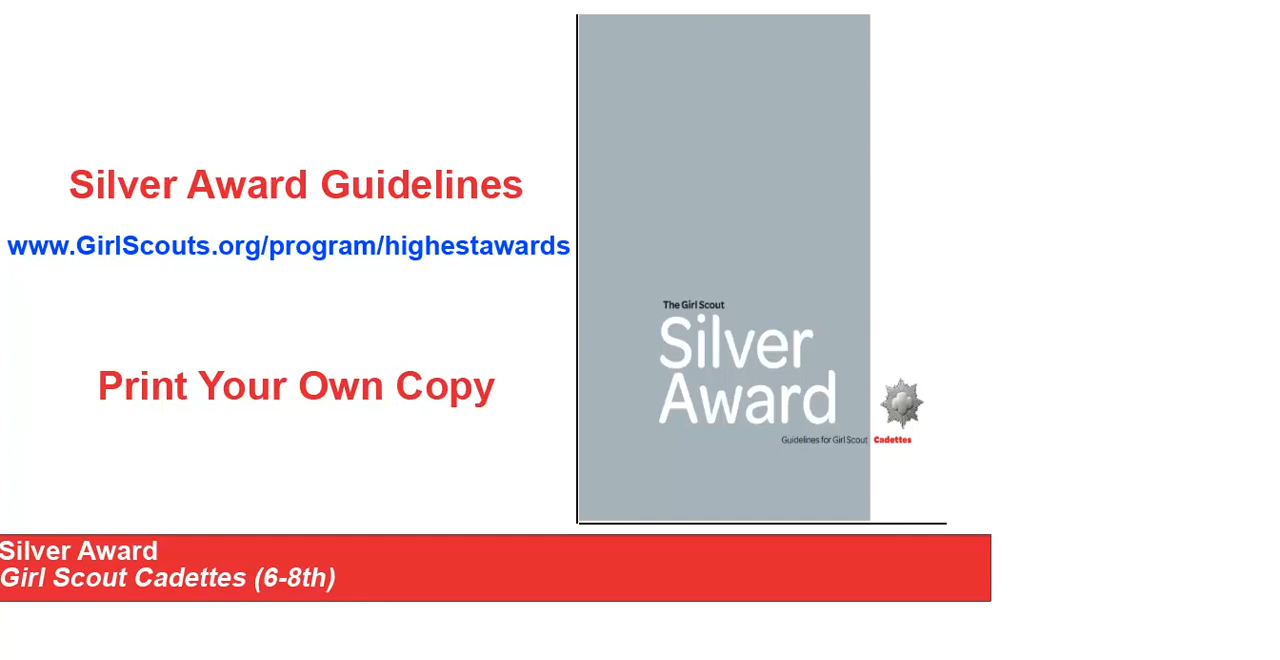 Silver Award Guidelines
www.GirlScouts.org/program/highestawards
Print Your Own Copy
The Girl Scout
Silver
Award
Guidelines for Girl Scout Cadettes
Silver Award
Girl Scout Cadettes (6-8th)